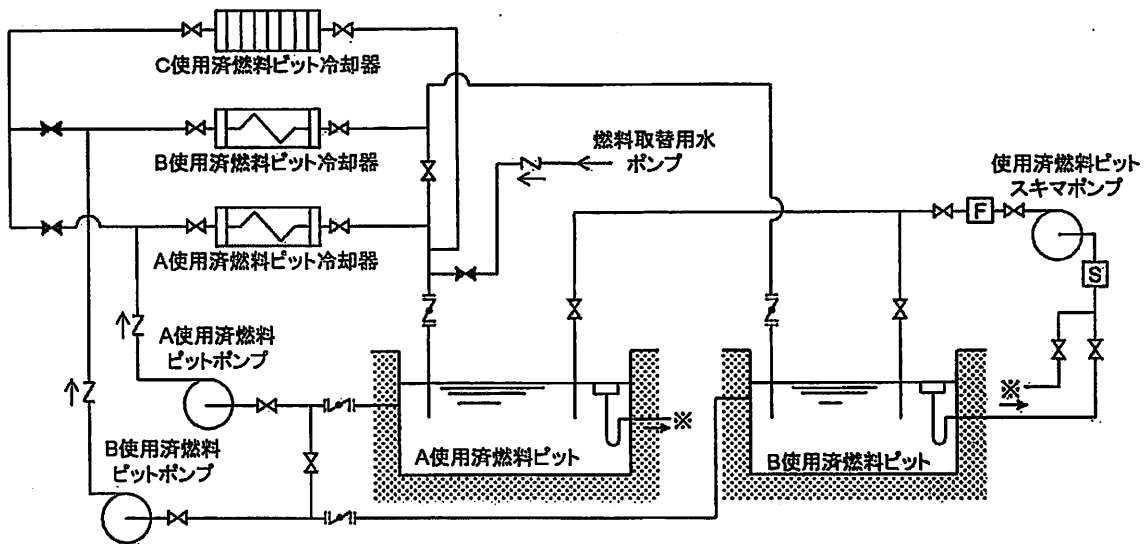 C使用済燃料ピット冷却器
B使用済燃料ピット冷却器
A使用済燃料ピット冷却器
燃料取替用水
ポンプ
使用済燃料ピット
スキマポンプ
F
S
A使用済燃料
ピットポンプ
B使用済燃料
ピットポンプ
※
※
A使用済燃料ピット
B使用済燃料ピット